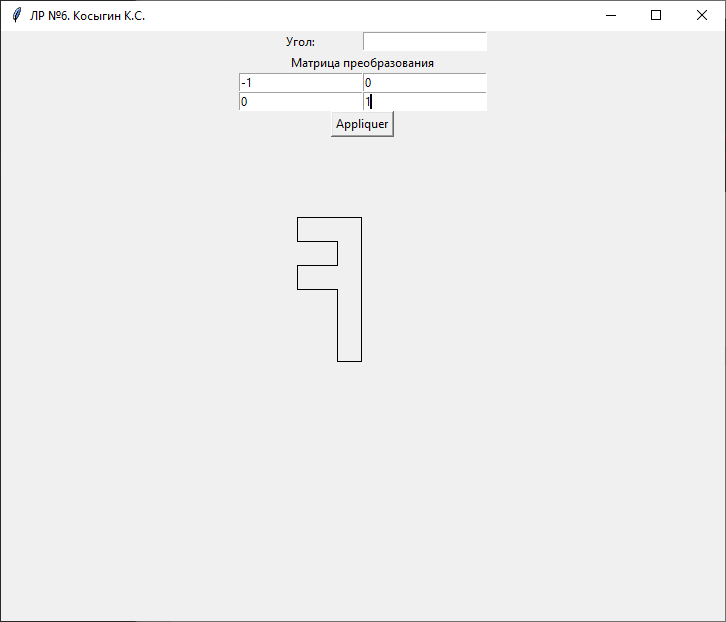 ЛР №6. Косыгин К.С.
Угол:
Матрица преобразования
-1 0
0 1
Appliquer